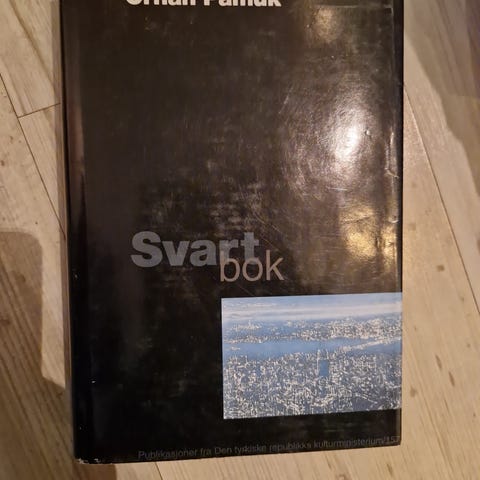 Orhan Pamuk
Svart
bok
Publikasjoner fra Den tyrkiske republikks kulturministerium/157